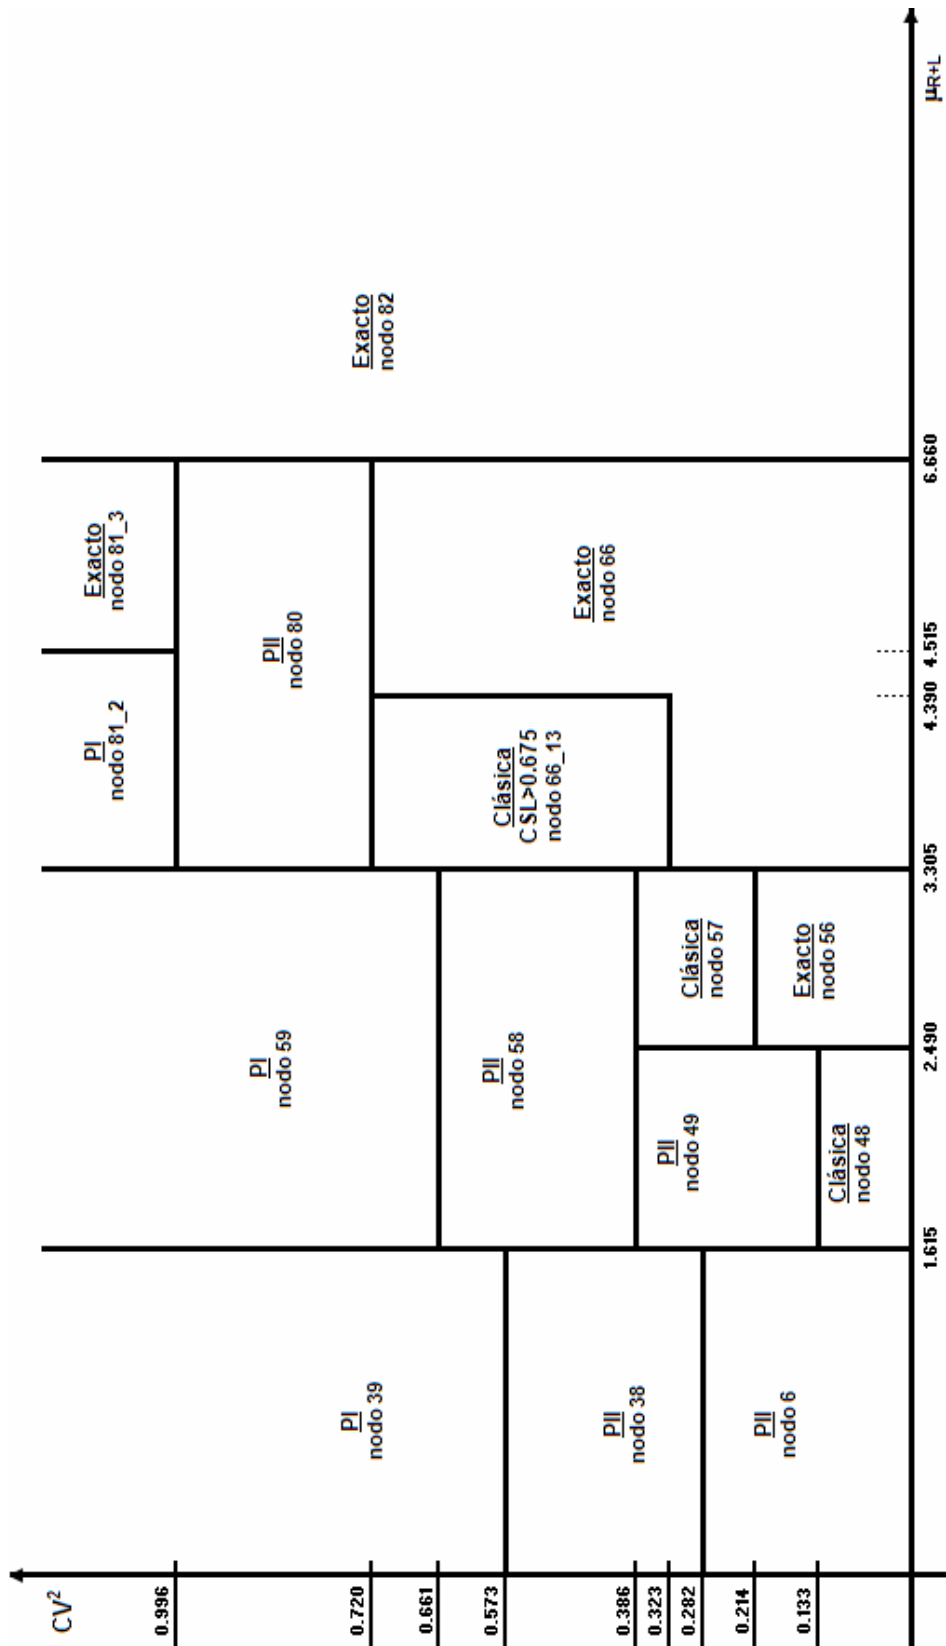 CV²
0.996
0.720
0.661
0.573
0.386
0.323
0.282
0.214
0.133
PI
nodo 39
PII
nodo 38
PII
nodo 6
PI
nodo 59
PII
nodo 58
PII
nodo 49
Clásica
nodo 48
Clásica
nodo 57
Exacto
nodo 56
PI
nodo 81_2
Exacto
nodo 81_3
PII
nodo 80
Clásica
CSL>0.675
nodo 66_13
Exacto
nodo 66
Exacto
nodo 82
1.615
2.490
3.305
4.390
4.515
6.660
μR+L